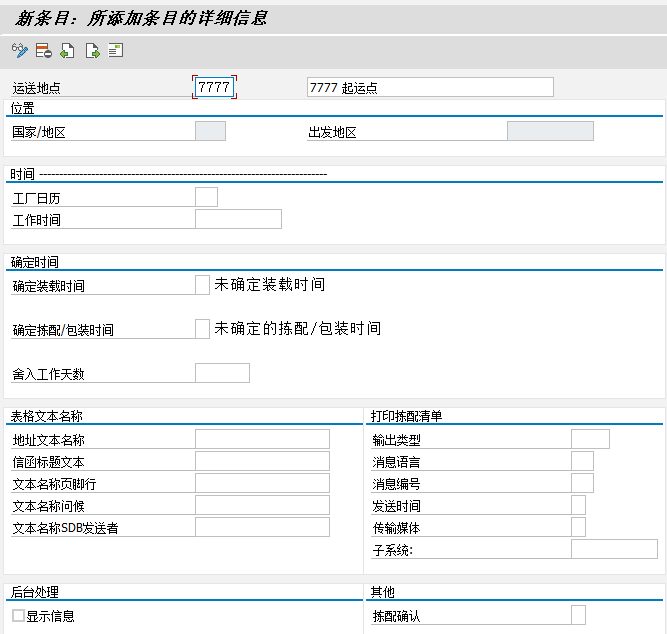 新条目: 所添加条目的详细信息
运送地点 7777 7777 起运点
位置
国家/地区 出发地区
时间 ------------------------------------------------------------------------
工厂日历
工作时间
确定时间
确定装载时间 未确定装载时间
确定拣配/包装时间 未确定的拣配/包装时间
舍入工作天数
表格文本名称
地址文本名称
信函标题文本
文本名称页脚行
文本名称问候
文本名称SDB发送者
打印拣配清单
输出类型
消息语言
消息编号
发送时间
传输媒体
子系统:
后台处理
显示信息
其他
拣配确认